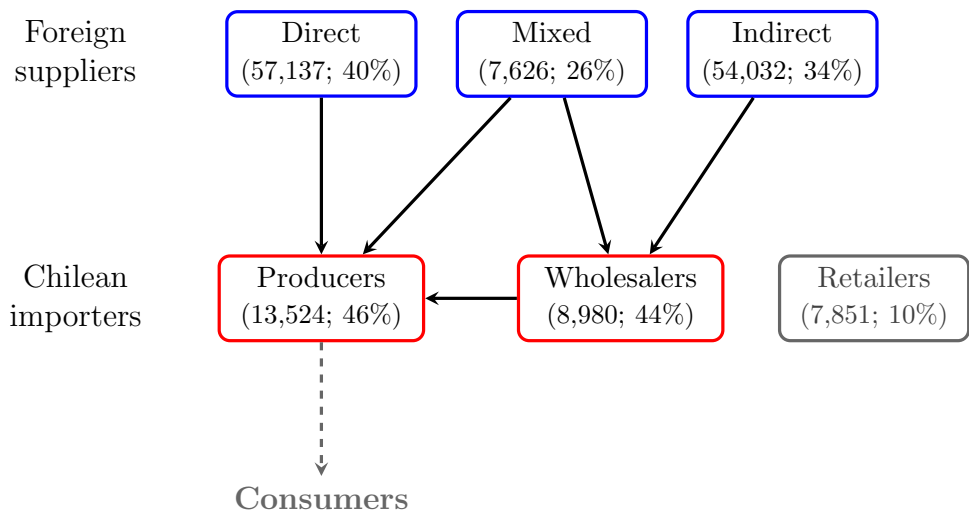 Foreign
suppliers
Direct
(57,137; 40%)
Mixed
(7,626; 26%)
Indirect
(54,032; 34%)
Chilean
importers
Producers
(13,524; 46%)
Wholesalers
(8,980; 44%)
Retailers
(7,851; 10%)
Consumers